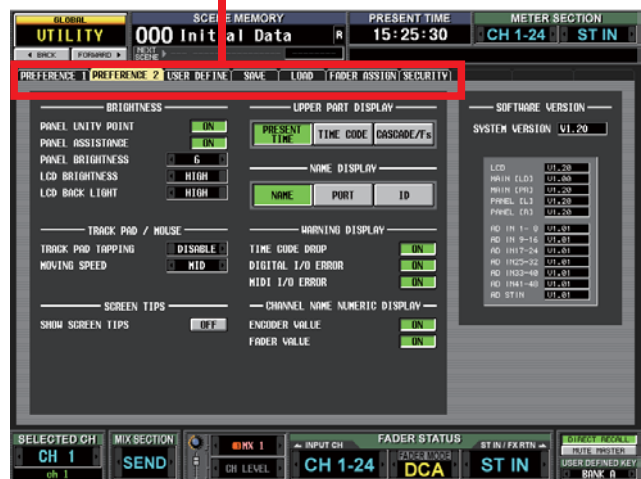 GLOBAL SCENE MEMORY PRESENT TIME METER SECTION
UTILITY 000 Initial Data R 15:25:30 CH 1-24 ST IN
BACK FORWARD NEXT SCENE
PREFERENCE 1 PREFERENCE 2 USER DEFINE SAVE LOAD FADER ASSIGN SECURITY
BRIGHTNESS
PANEL UNITY POINT ON
PANEL ASSISTANCE ON
PANEL BRIGHTNESS 6
LCD BRIGHTNESS HIGH
LCD BACK LIGHT HIGH
TRACK PAD / MOUSE
TRACK PAD TAPPING DISABLE
MOVING SPEED MID
SCREEN TIPS
SHOW SCREEN TIPS OFF
UPPER PART DISPLAY
PRESENT TIME TIME CODE CASCADE/Fs
NAME DISPLAY
NAME PORT ID
WARNING DISPLAY
TIME CODE DROP ON
DIGITAL I/O ERROR ON
MIDI I/O ERROR ON
CHANNEL NAME NUMERIC DISPLAY
ENCODER VALUE ON
FADER VALUE ON
SOFTWARE VERSION
SYSTEM VERSION V1.20
LCD V1.20
MAIN [LD] V1.00
MAIN [PR] V1.20
PANEL [L] V1.20
PANEL [R] V1.20
AD IN 1- 8 V1.01
AD IN 9-16 V1.01
AD IN17-24 V1.01
AD IN25-32 V1.01
AD IN33-40 V1.01
AD IN41-48 V1.01
AD STIN V1.01
SELECTED CH MIX SECTION MX 1 INPUT CH FADER STATUS ST IN / FX RTN DIRECT RECALL
MUTE MASTER
CH 1 SEND CH LEVEL CH 1-24 FADER MODE DCA ST IN USER DEFINED KEY
ch 1 BANK A